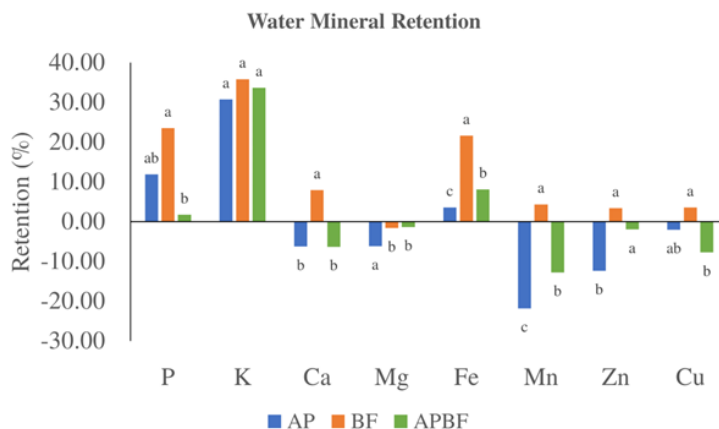 Water Mineral Retention
Retention (%)
40.00
30.00
20.00
10.00
0.00
-10.00
-20.00
-30.00
ab a b
a a a
b a b
a b b
c a b
c a b
b a a
ab a b
P K Ca Mg Fe Mn Zn Cu
AP BF APBF